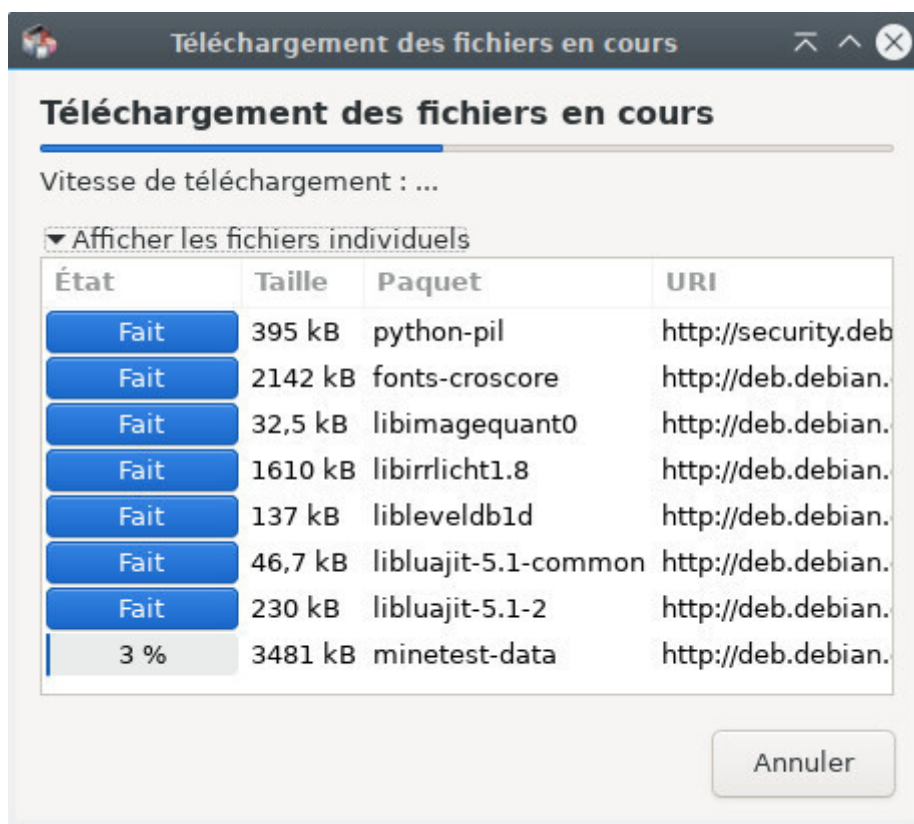 Téléchargement des fichiers en cours
Téléchargement des fichiers en cours
Vitesse de téléchargement : ...
Afficher les fichiers individuels
État Taille Paquet URI
Fait 395 kB python-pil http://security.deb
Fait 2142 kB fonts-croscore http://deb.debian.
Fait 32,5 kB libimagequant0 http://deb.debian.
Fait 1610 kB libirrlicht1.8 http://deb.debian.
Fait 137 kB libleveldb1d http://deb.debian.
Fait 46,7 kB libluajit-5.1-common http://deb.debian.
Fait 230 kB libluajit-5.1-2 http://deb.debian.
3 % 3481 kB minetest-data http://deb.debian.
Annuler